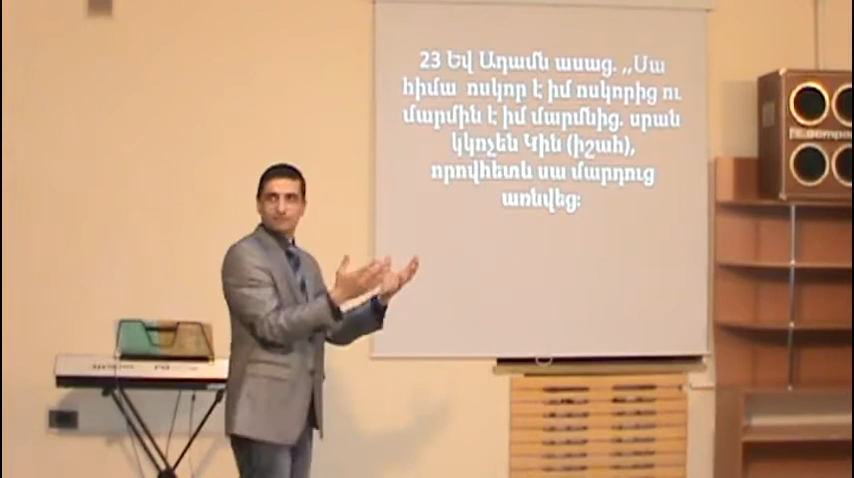 23 Եվ Ադամն ասաց. ,,Սա
հիմա ոսկոր է իմ ոսկորից ու
մարմին է իմ մարմնից. սրան
կկոչեն Կին (իշահ),
որովհետև սա մարդուց
առնվեց: